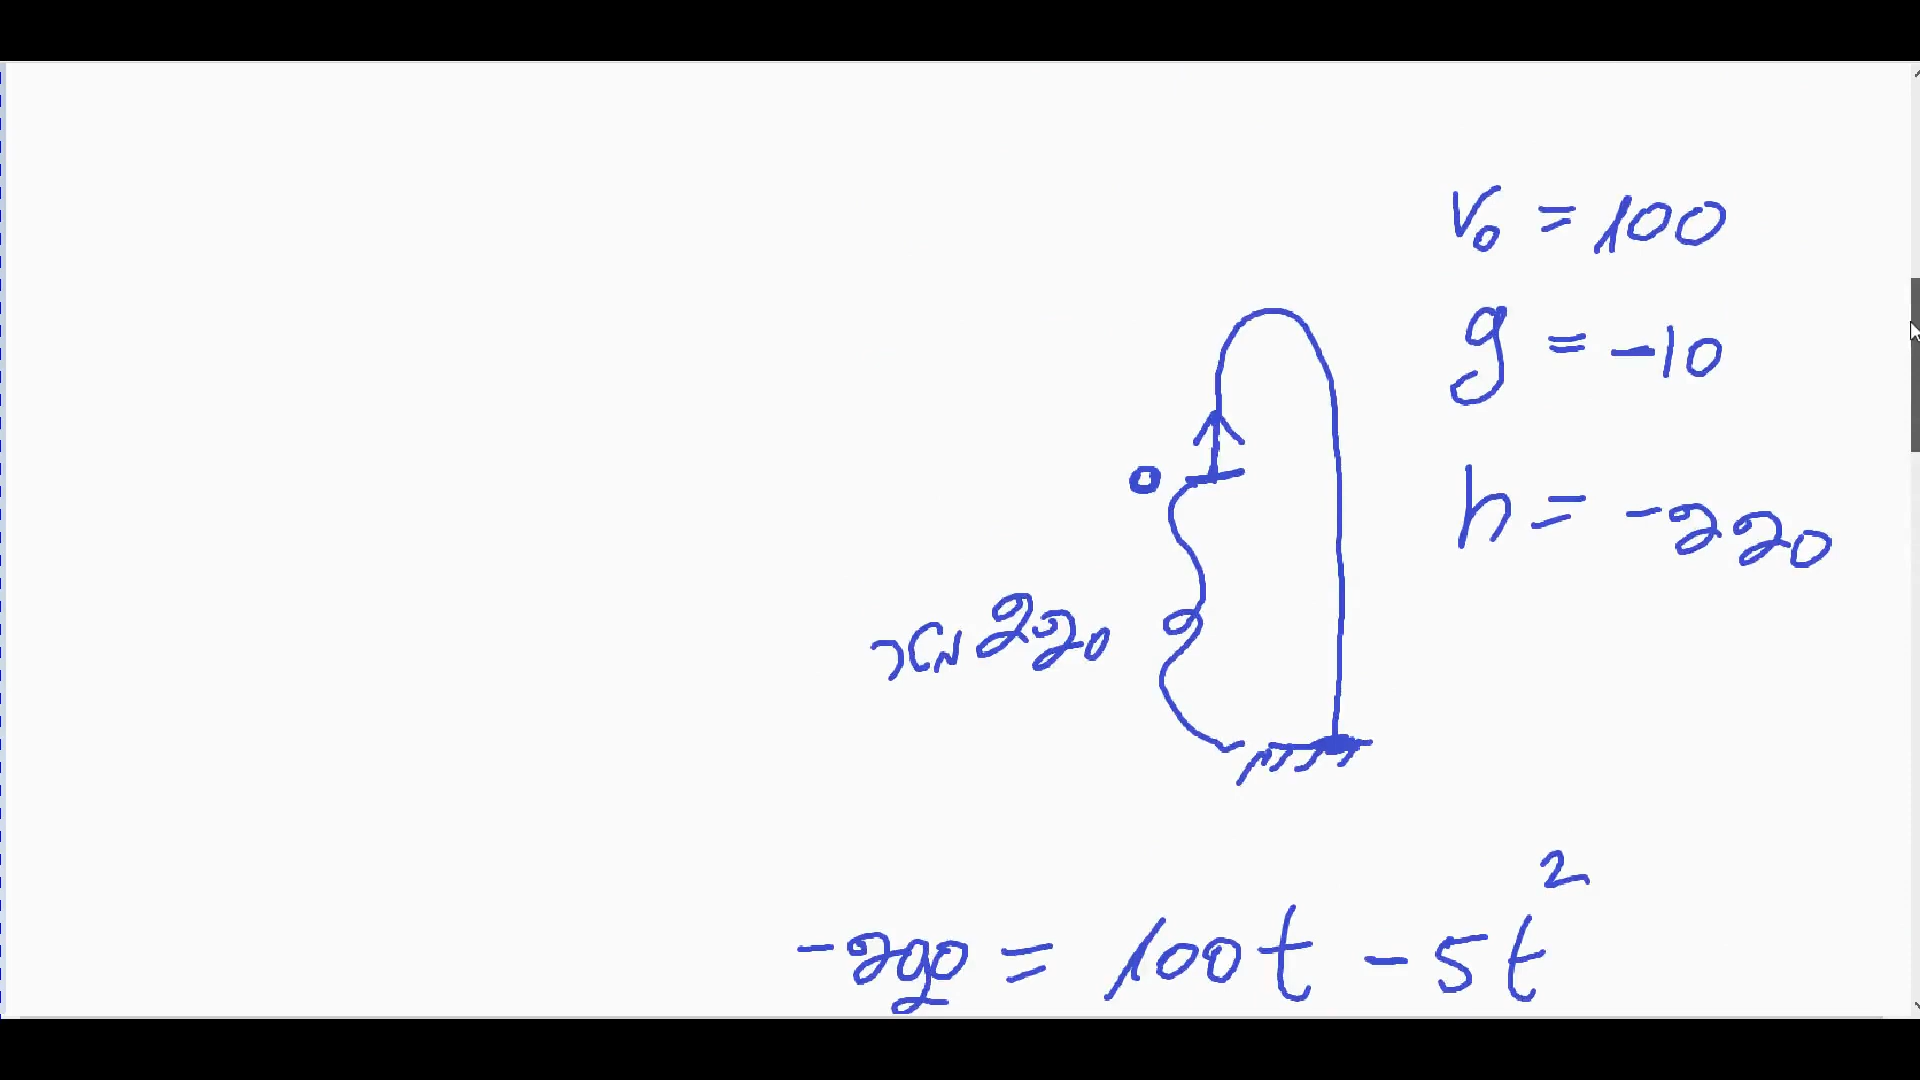 V₀ = 100
g = -10
h = -220
0
220 מטר
-220 = 100t - 5t²